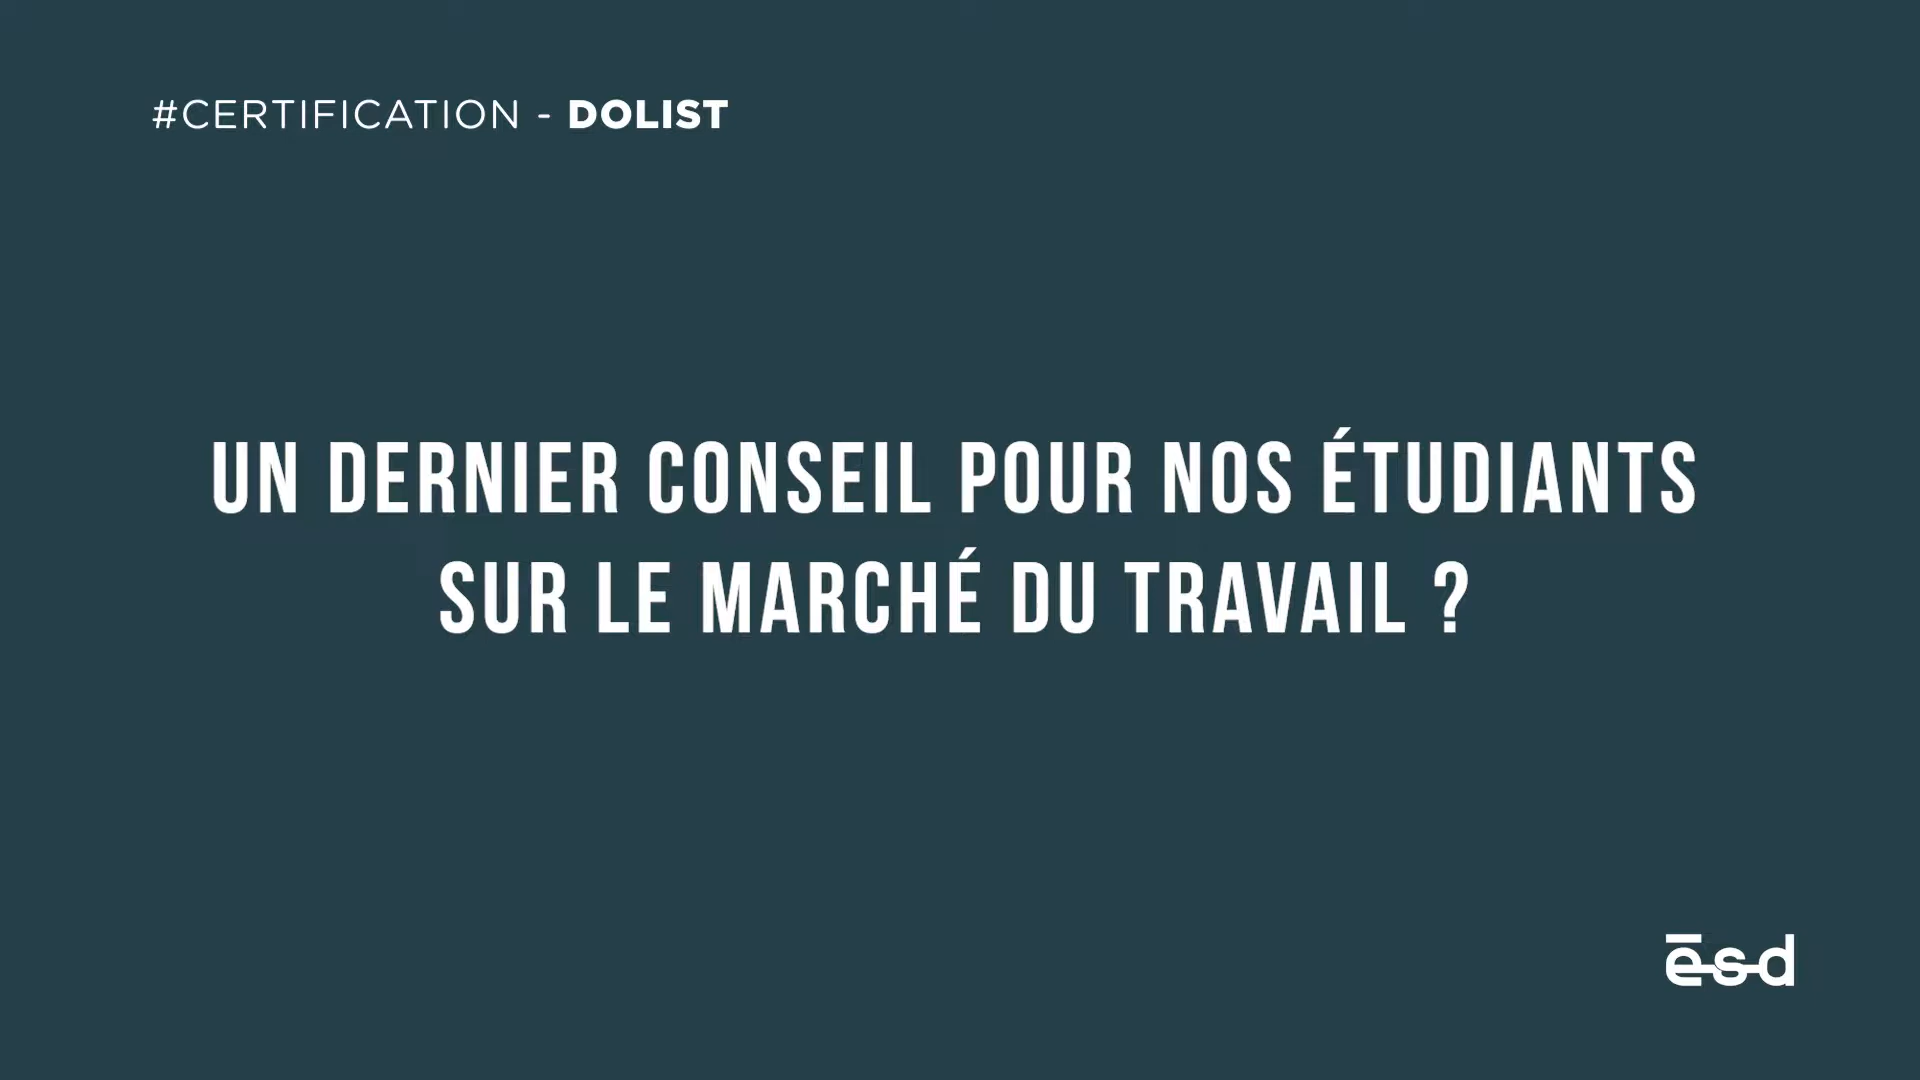 #CERTIFICATION - DOLIST
UN DERNIER CONSEIL POUR NOS ÉTUDIANTS
SUR LE MARCHÉ DU TRAVAIL ?
ēsd